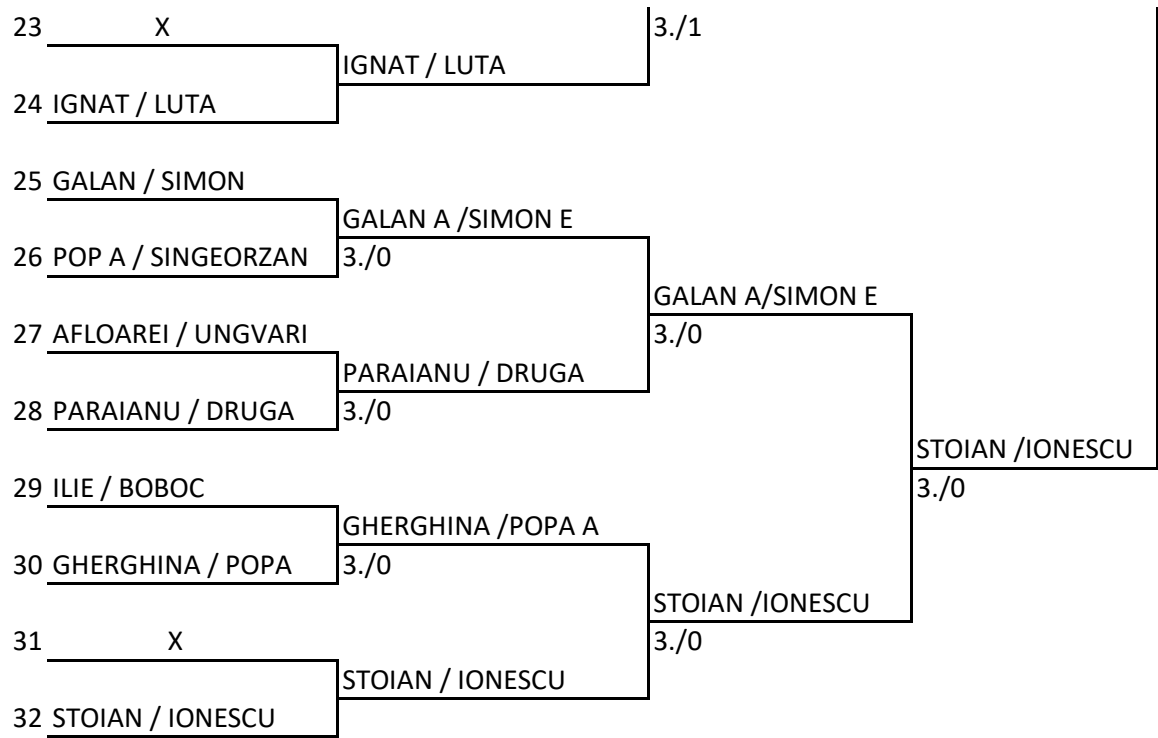 23 X 3./1
IGNAT / LUTA
24 IGNAT / LUTA
25 GALAN / SIMON
GALAN A /SIMON E
26 POP A / SINGEORZAN 3./0
GALAN A/SIMON E
27 AFLOAREI / UNGVARI 3./0
PARAIANU / DRUGA
28 PARAIANU / DRUGA 3./0
STOIAN /IONESCU
29 ILIE / BOBOC 3./0
GHERGHINA /POPA A
30 GHERGHINA / POPA 3./0
STOIAN /IONESCU
31 X 3./0
STOIAN / IONESCU
32 STOIAN / IONESCU